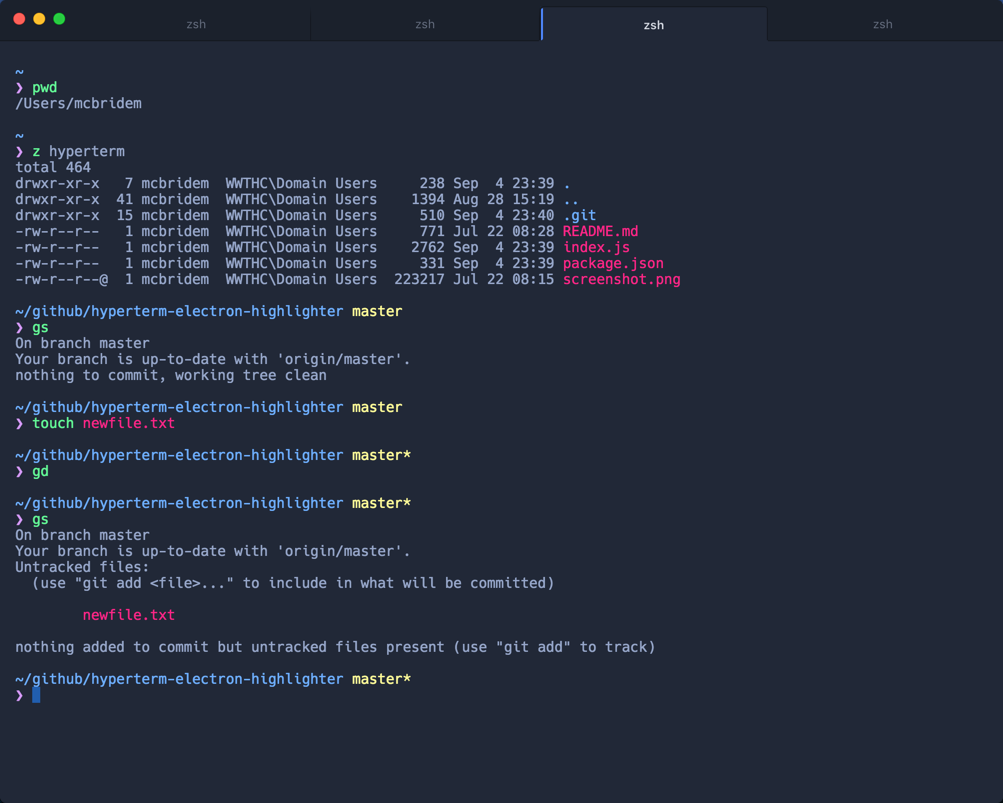 zsh zsh zsh zsh
~
❯ pwd
/Users/mcbridem
~
❯ z hyperterm
total 464
drwxr-xr-x   7 mcbridem  WWTHC\Domain Users     238 Sep  4 23:39 .
drwxr-xr-x  41 mcbridem  WWTHC\Domain Users    1394 Aug 28 15:19 ..
drwxr-xr-x  15 mcbridem  WWTHC\Domain Users     510 Sep  4 23:40 .git
-rw-r--r--   1 mcbridem  WWTHC\Domain Users     771 Jul 22 08:28 README.md
-rw-r--r--   1 mcbridem  WWTHC\Domain Users    2762 Sep  4 23:39 index.js
-rw-r--r--   1 mcbridem  WWTHC\Domain Users     331 Sep  4 23:39 package.json
-rw-r--r--@  1 mcbridem  WWTHC\Domain Users  223217 Jul 22 08:15 screenshot.png
~/github/hyperterm-electron-highlighter master
❯ gs
On branch master
Your branch is up-to-date with 'origin/master'.
nothing to commit, working tree clean
~/github/hyperterm-electron-highlighter master
❯ touch newfile.txt
~/github/hyperterm-electron-highlighter master*
❯ gd
~/github/hyperterm-electron-highlighter master*
❯ gs
On branch master
Your branch is up-to-date with 'origin/master'.
Untracked files:
  (use "git add <file>..." to include in what will be committed)
        newfile.txt
nothing added to commit but untracked files present (use "git add" to track)
~/github/hyperterm-electron-highlighter master*
❯